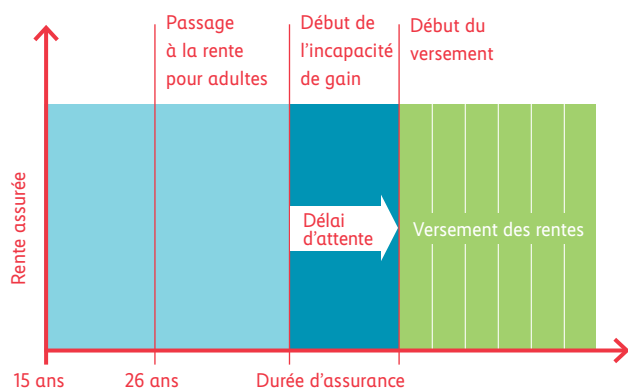 Passage
à la rente
pour adultes
Début de
l'incapacité
de gain
Début du
versement
Rente assurée
Délai
d'attente
Versement des rentes
15 ans
26 ans
Durée d'assurance